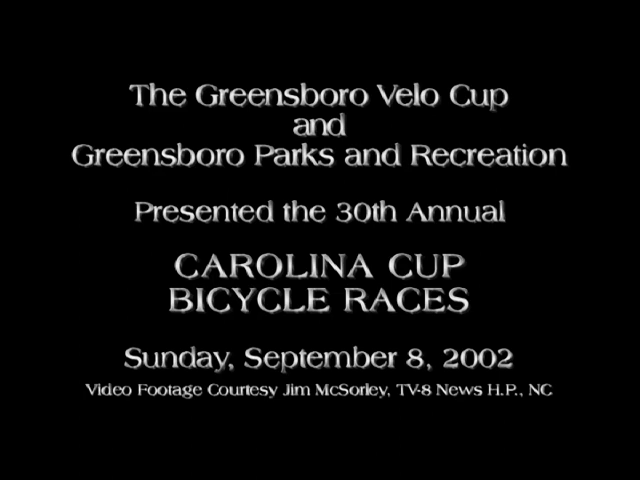 The Greensboro Velo Cup
and
Greensboro Parks and Recreation
Presented the 30th Annual
CAROLINA CUP
BICYCLE RACES
Sunday, September 8, 2002
Video Footage Courtesy Jim McSorley, TV-8 News H.P., NC